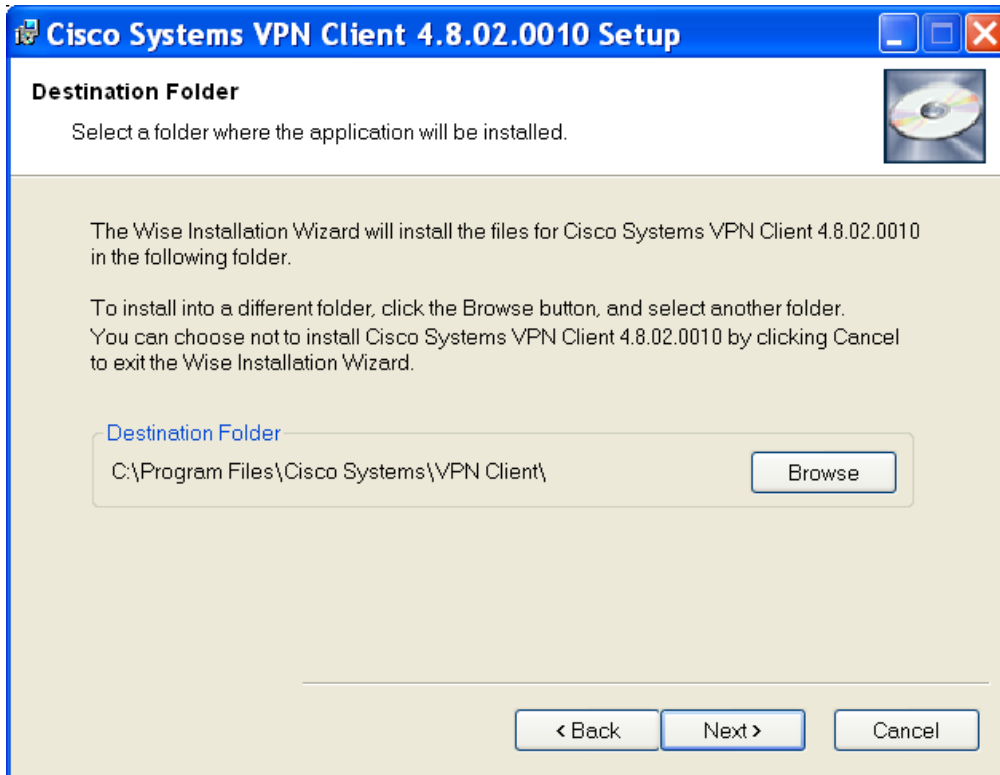 Cisco Systems VPN Client 4.8.02.0010 Setup
Destination Folder
Select a folder where the application will be installed.
The Wise Installation Wizard will install the files for Cisco Systems VPN Client 4.8.02.0010
in the following folder.
To install into a different folder, click the Browse button, and select another folder.
You can choose not to install Cisco Systems VPN Client 4.8.02.0010 by clicking Cancel
to exit the Wise Installation Wizard.
Destination Folder
C:\Program Files\Cisco Systems\VPN Client\
Browse
< Back
Next >
Cancel